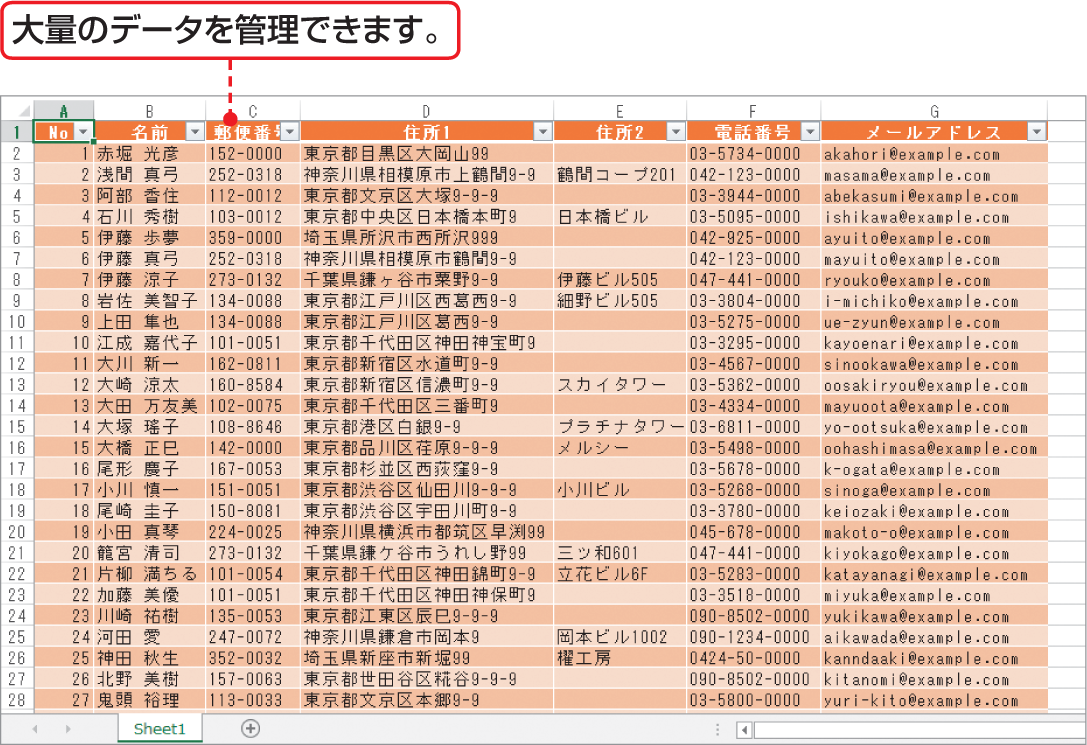 大量のデータを管理できます。
A B C D E F G
1 No 名前 郵便番号 住所1 住所2 電話番号 メールアドレス
2 1 赤堀 光彦 152-0000 東京都目黒区大岡山99 03-5734-0000 akahori@example.com
3 2 浅間 真弓 252-0318 神奈川県相模原市上鶴間9-9 鶴間コープ201 042-123-0000 masama@example.com
4 3 阿部 香住 112-0012 東京都文京区大塚9-9-9 03-3944-0000 abekasumi@example.com
5 4 石川 秀樹 103-0012 東京都中央区日本橋本町9 日本橋ビル 03-5095-0000 ishikawa@example.com
6 5 伊藤 歩夢 359-0000 埼玉県所沢市西所沢999 042-925-0000 ayuito@example.com
7 6 伊藤 真弓 252-0318 神奈川県相模原市鶴間9-9 042-123-0000 mayuito@example.com
8 7 伊藤 涼子 273-0132 千葉県鎌ヶ谷市粟野9-9 伊藤ビル505 047-441-0000 ryouko@example.com
9 8 岩佐 美智子 134-0088 東京都江戸川区西葛西9-9 細野ビル505 03-3804-0000 i-michiko@example.com
10 9 上田 隼也 134-0088 東京都江戸川区葛西9-9 03-5275-0000 ue-zyun@example.com
11 10 江成 嘉代子 101-0051 東京都千代田区神田神宝町9 03-3295-0000 kayoenari@example.com
12 11 大川 新一 162-0811 東京都新宿区水道町9-9 03-4567-0000 sinookawa@example.com
13 12 大崎 涼太 160-8584 東京都新宿区信濃町9-9 スカイタワー 03-5362-0000 oosakiryou@example.com
14 13 大田 万友美 102-0075 東京都千代田区三番町9 03-4334-0000 mayuoota@example.com
15 14 大塚 瑤子 108-8646 東京都港区白銀9-9 プラチナタワー 03-6811-0000 yo-ootsuka@example.com
16 15 大橋 正巳 142-0000 東京都品川区荏原9-9-9 メルシー 03-5498-0000 oohashimasa@example.com
17 16 尾形 慶子 167-0053 東京都杉並区西荻窪9-9 03-5678-0000 k-ogata@example.com
18 17 小川 慎一 151-0051 東京都渋谷区仙田川9-9-9 小川ビル 03-5268-0000 sinoga@example.com
19 18 尾崎 圭子 150-8081 東京都渋谷区宇田川町9-9 03-3780-0000 keiozaki@example.com
20 19 小田 真琴 224-0025 神奈川県横浜市都筑区早渕99 045-678-0000 makoto-o@example.com
21 20 籠宮 清司 273-0132 千葉県鎌ケ谷市うれし野99 三ツ和601 047-441-0000 kiyokago@example.com
22 21 片柳 満ちる 101-0054 東京都千代田区神田錦町9-9 立花ビル6F 03-5283-0000 katayanagi@example.com
23 22 加藤 美優 101-0051 東京都千代田区神田神保町9 03-3518-0000 miyuka@example.com
24 23 川崎 祐樹 135-0053 東京都江東区辰巳9-9-9 090-8502-0000 yukikawa@example.com
25 24 河田 愛 247-0072 神奈川県鎌倉市岡本9 岡本ビル1002 090-1234-0000 aikawada@example.com
26 25 神田 秋生 352-0032 埼玉県新座市新堀99 櫂工房 0424-50-0000 kanndaaki@example.com
27 26 北野 美樹 157-0063 東京都世田谷区糀谷9-9-9 090-8502-0000 kitanomi@example.com
28 27 鬼頭 裕理 113-0033 東京都文京区本郷9-9 03-5800-0000 yuri-kito@example.com
Sheet1